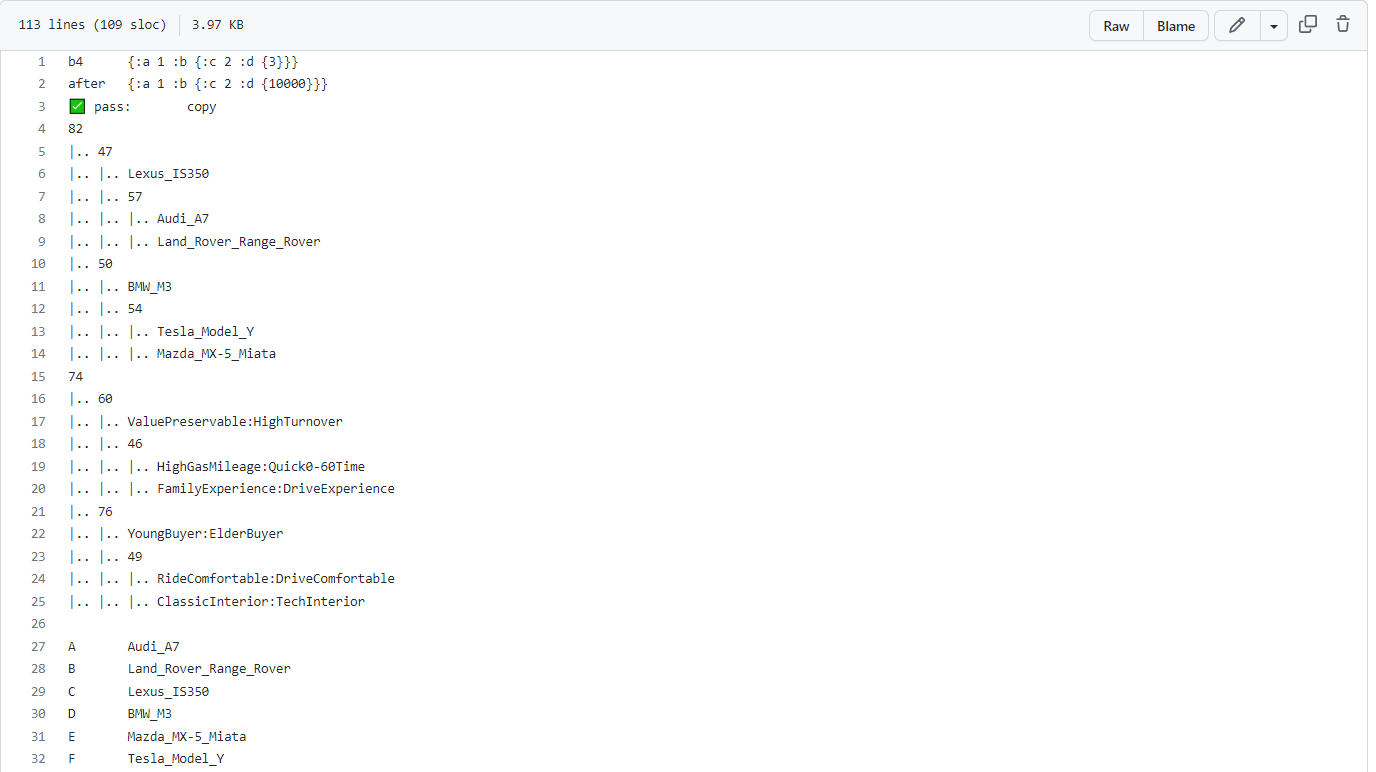 113 lines (109 sloc) 3.97 KB Raw Blame
1 b4 {:a 1 :b {:c 2 :d {3}}}
2 after {:a 1 :b {:c 2 :d {10000}}}
3 ✅ pass: copy
4 82
5 |.. 47
6 |.. |.. Lexus_IS350
7 |.. |.. 57
8 |.. |.. |.. Audi_A7
9 |.. |.. |.. Land_Rover_Range_Rover
10 |.. 50
11 |.. |.. BMW_M3
12 |.. |.. 54
13 |.. |.. |.. Tesla_Model_Y
14 |.. |.. |.. Mazda_MX-5_Miata
15 74
16 |.. 60
17 |.. |.. ValuePreservable:HighTurnover
18 |.. |.. 46
19 |.. |.. |.. HighGasMileage:Quick0-60Time
20 |.. |.. |.. FamilyExperience:DriveExperience
21 |.. 76
22 |.. |.. YoungBuyer:ElderBuyer
23 |.. |.. 49
24 |.. |.. |.. RideComfortable:DriveComfortable
25 |.. |.. |.. ClassicInterior:TechInterior
26
27 A Audi_A7
28 B Land_Rover_Range_Rover
29 C Lexus_IS350
30 D BMW_M3
31 E Mazda_MX-5_Miata
32 F Tesla_Model_Y